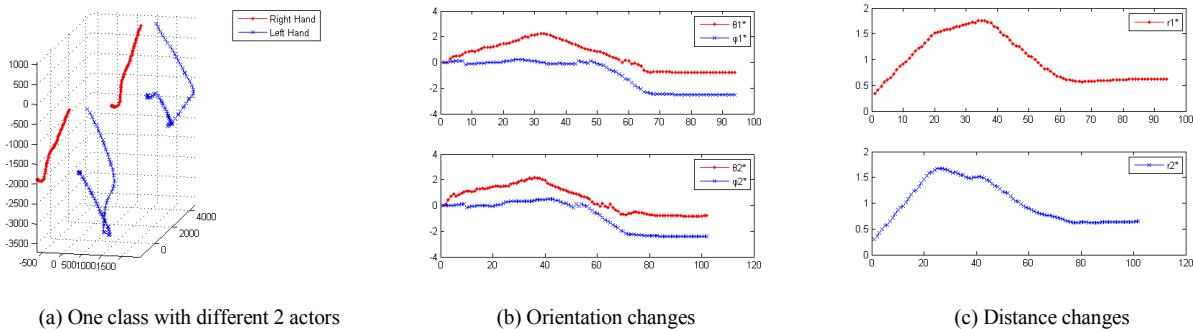 Right Hand
Left Hand
1000
500
0
-500
-1000
-1500
-2000
-2500
-3000
-3500
-500 0 500 1000 1500
0
2000
4000
θ1*
φ1*
4
2
0
-2
-4
0 10 20 30 40 50 60 70 80 90 100
θ2*
φ2*
4
2
0
-2
-4
0 20 40 60 80 100 120
r1*
2
1.5
1
0.5
0
0 10 20 30 40 50 60 70 80 90 100
r2*
2
1.5
1
0.5
0
0 20 40 60 80 100 120
(a) One class with different 2 actors
(b) Orientation changes
(c) Distance changes